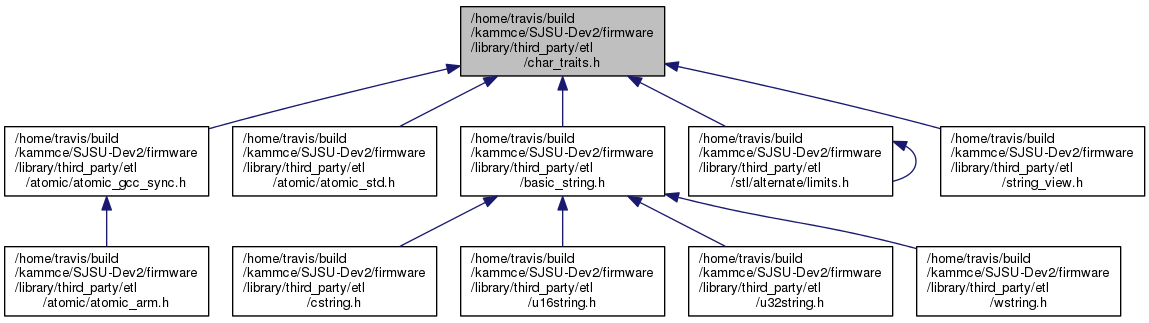 /home/travis/build
/kammce/SJSU-Dev2/firmware
/library/third_party/etl
/char_traits.h
/home/travis/build
/kammce/SJSU-Dev2/firmware
/library/third_party/etl
/atomic/atomic_gcc_sync.h
/home/travis/build
/kammce/SJSU-Dev2/firmware
/library/third_party/etl
/atomic/atomic_std.h
/home/travis/build
/kammce/SJSU-Dev2/firmware
/library/third_party/etl
/basic_string.h
/home/travis/build
/kammce/SJSU-Dev2/firmware
/library/third_party/etl
/stl/alternate/limits.h
/home/travis/build
/kammce/SJSU-Dev2/firmware
/library/third_party/etl
/string_view.h
/home/travis/build
/kammce/SJSU-Dev2/firmware
/library/third_party/etl
/atomic/atomic_arm.h
/home/travis/build
/kammce/SJSU-Dev2/firmware
/library/third_party/etl
/cstring.h
/home/travis/build
/kammce/SJSU-Dev2/firmware
/library/third_party/etl
/u16string.h
/home/travis/build
/kammce/SJSU-Dev2/firmware
/library/third_party/etl
/u32string.h
/home/travis/build
/kammce/SJSU-Dev2/firmware
/library/third_party/etl
/wstring.h